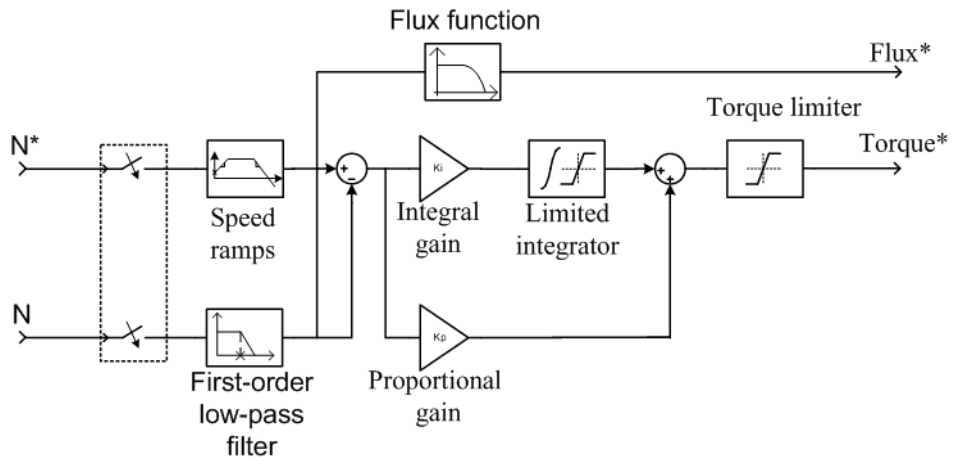 Flux function
Flux*
Torque limiter
N*
Torque*
+
−
Ki
+
+
Speed
ramps
Integral
gain
Limited
integrator
N
Kp
First-order
low-pass
filter
Proportional
gain